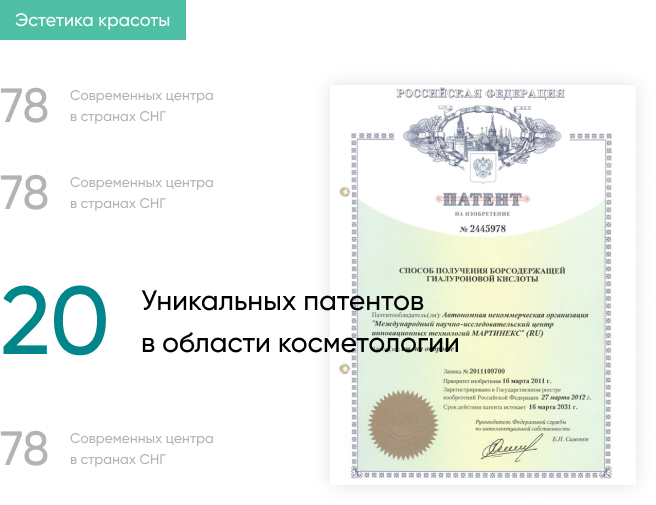 Эстетика красоты
78
Современных центра
в странах СНГ
78
Современных центра
в странах СНГ
20
Уникальных патентов
в области косметологии
78
Современных центра
в странах СНГ
РОССИЙСКАЯ ФЕДЕРАЦИЯ
ПАТЕНТ
НА ИЗОБРЕТЕНИЕ
№ 2445978
СПОСОБ ПОЛУЧЕНИЯ БОРСОДЕРЖАЩЕЙ
ГИАЛУРОНОВОЙ КИСЛОТЫ
Патентообладатель(ли): Автономная некоммерческая организация
"Международный научно-исследовательский центр
инновационных технологий МАРТИНЕКС" (RU)
Заявка № 2011109700
Приоритет изобретения 16 марта 2011 г.
Зарегистрировано в Государственном реестре
изобретений Российской Федерации 27 марта 2012 г.
Срок действия патента истекает 16 марта 2031 г.
Руководитель Федеральной службы
по интеллектуальной собственности
Б.П. Симонов